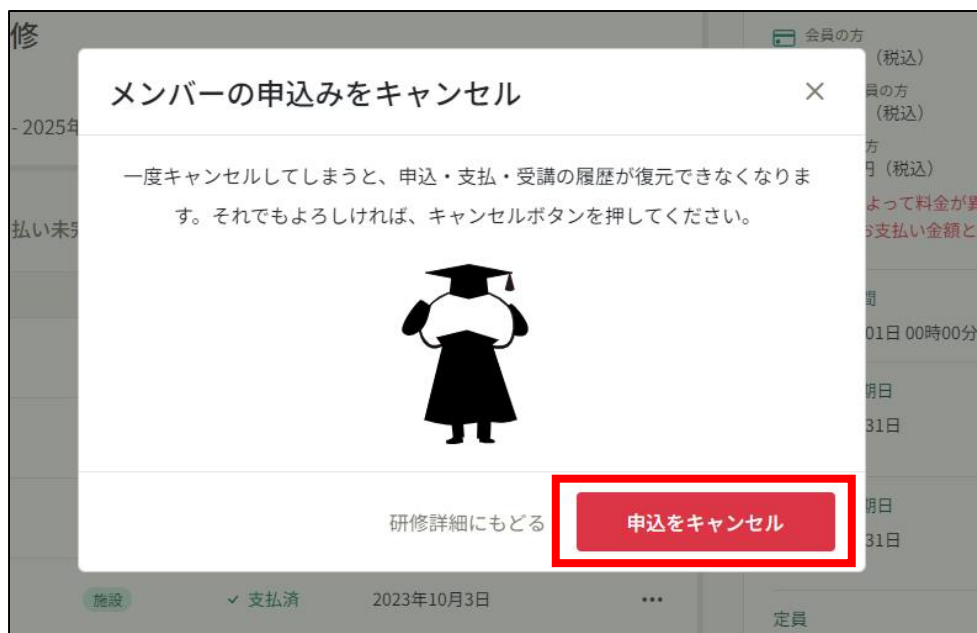 修
会員の方
(税込)
メンバーの申込みをキャンセル
員の方
(税込)
- 2025年
方
円(税込)
一度キャンセルしてしまうと、申込・支払・受講の履歴が復元できなくなりま
す。それでもよろしければ、キャンセルボタンを押してください。
よって料金が異
お支払い金額と
払い未完
間
01日 00時00分
期日
31日
研修詳細にもどる
申込をキャンセル
期日
31日
施設
支払済
2023年10月3日
定員